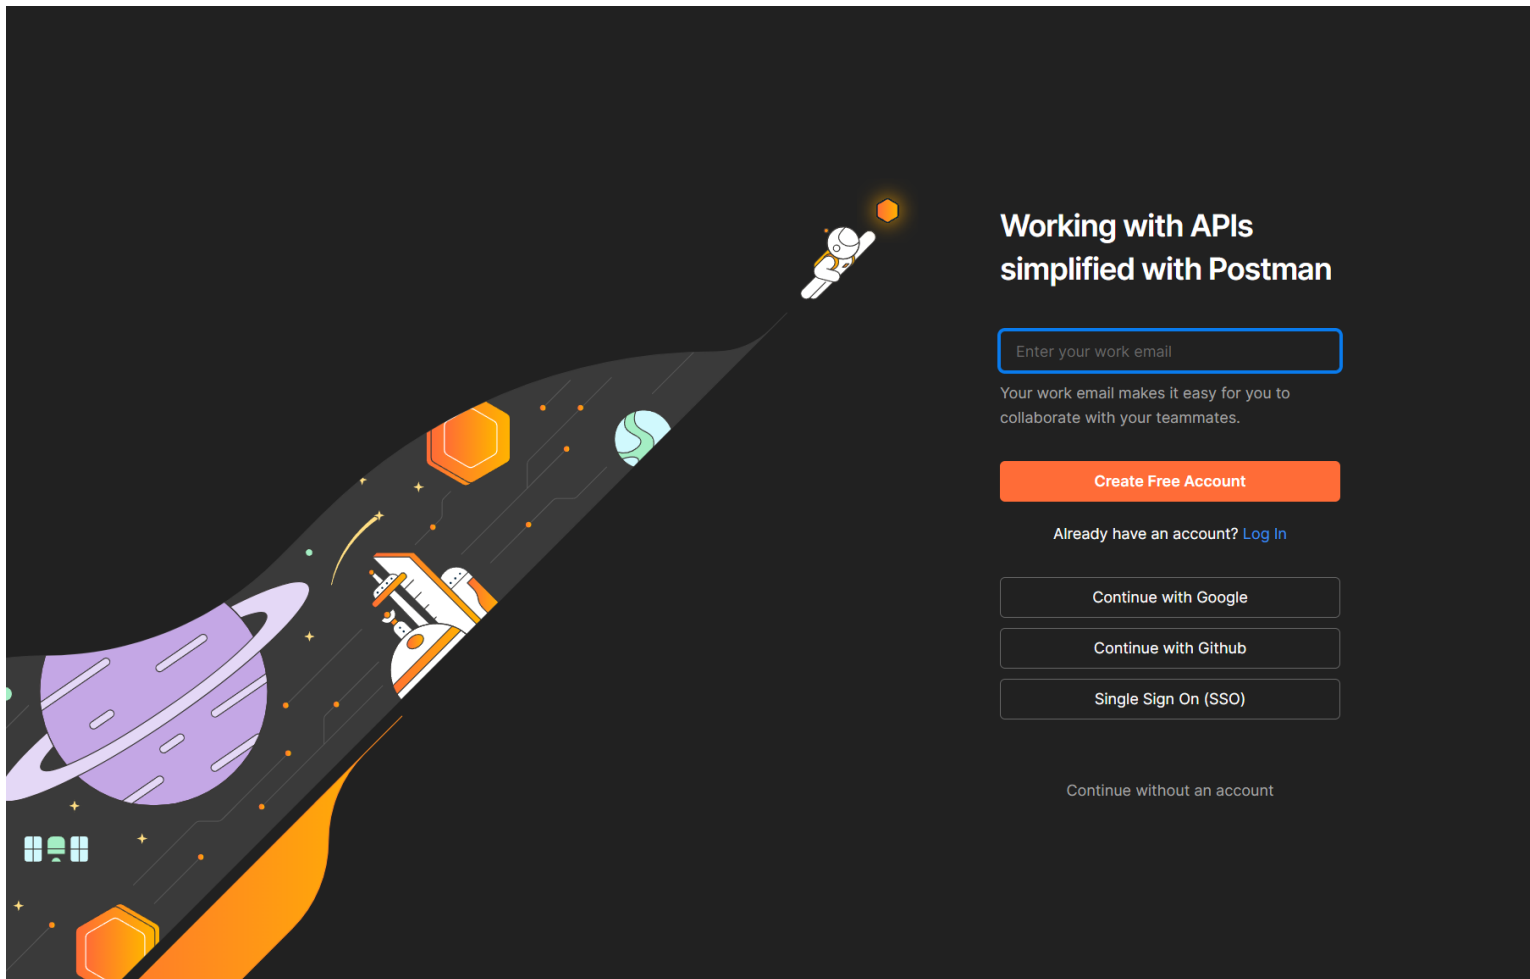 Working with APIs
simplified with Postman
Enter your work email
Your work email makes it easy for you to
collaborate with your teammates.
Create Free Account
Already have an account? Log In
Continue with Google
Continue with Github
Single Sign On (SSO)
Continue without an account